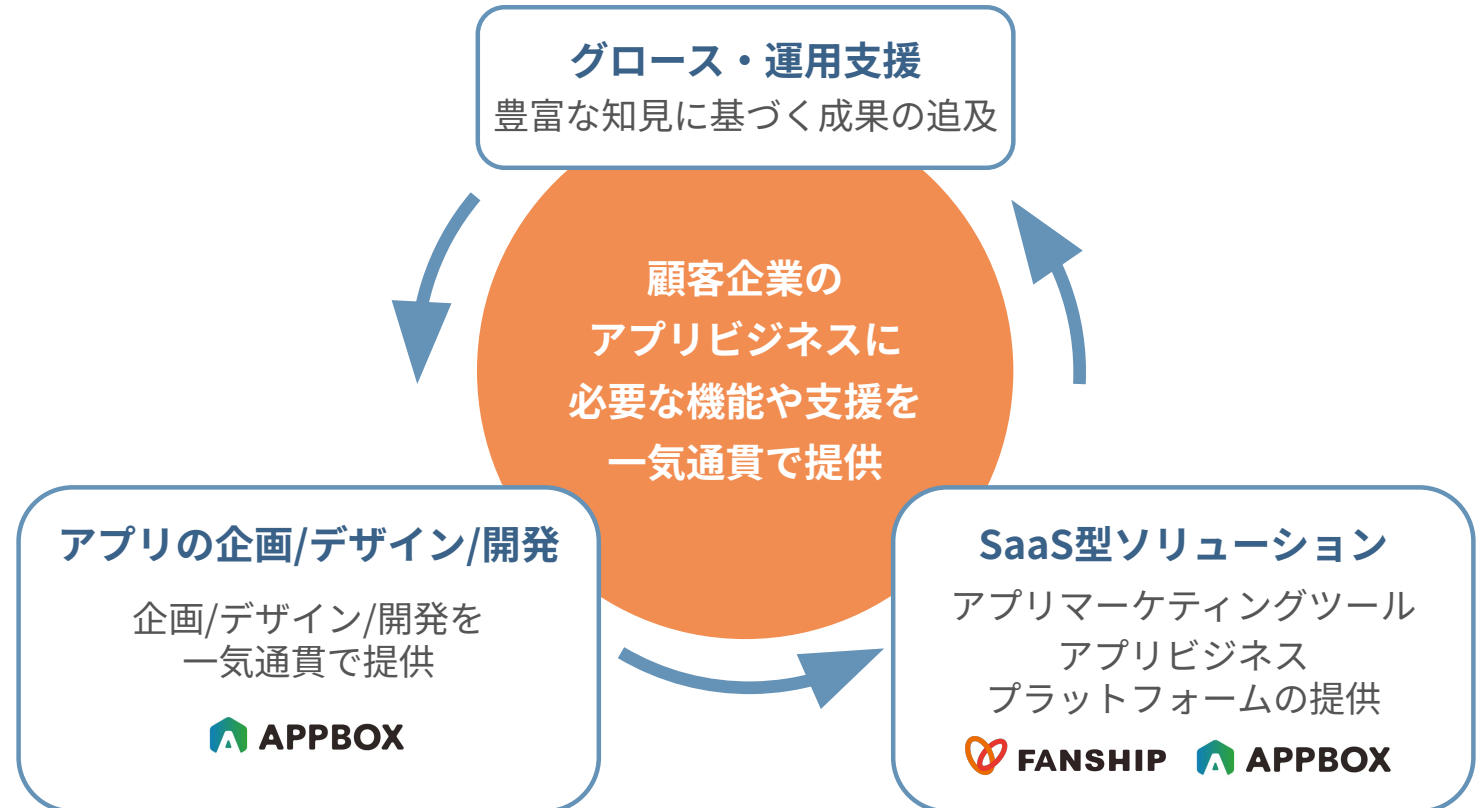 グロース・運用支援
豊富な知見に基づく成果の追及
顧客企業の
アプリビジネスに
必要な機能や支援を
一気通貫で提供
アプリの企画/デザイン/開発
企画/デザイン/開発を
一気通貫で提供
APPBOX
SaaS型ソリューション
アプリマーケティングツール
アプリビジネス
プラットフォームの提供
FANSHIP APPBOX